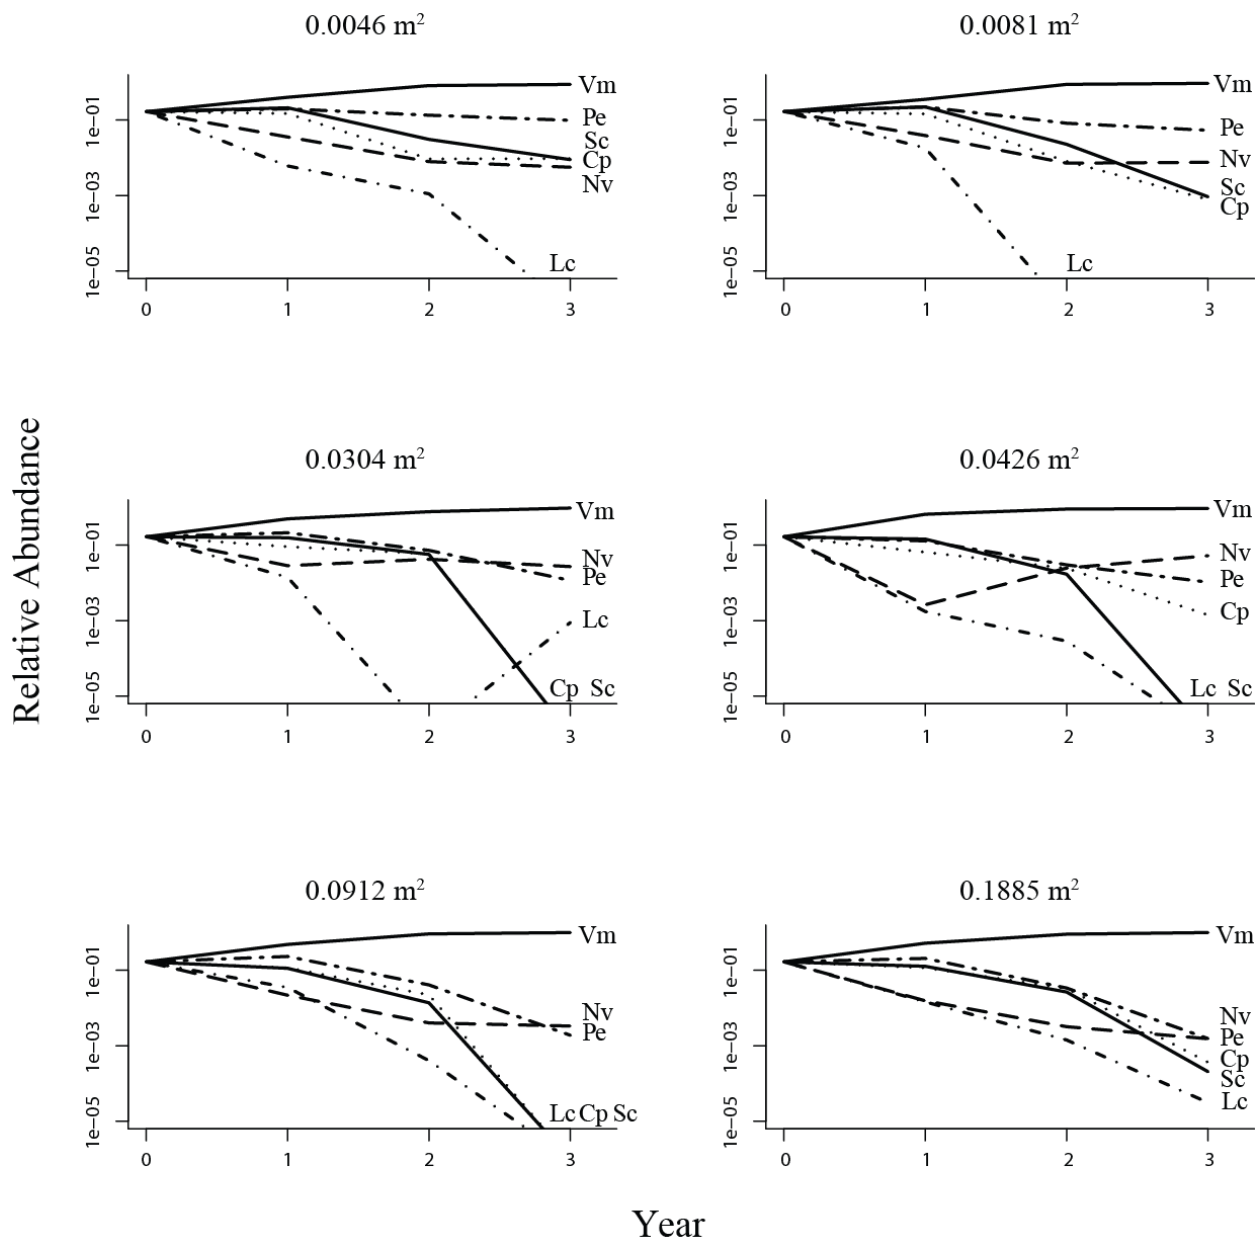 0.0046 m²
1e−01
1e−03
1e−05
0 1 2 3
Vm
Pe
Sc
Cp
Nv
Lc
0.0081 m²
1e−01
1e−03
1e−05
0 1 2 3
Vm
Pe
Nv
Sc
Cp
Lc
Relative Abundance
0.0304 m²
1e−01
1e−03
1e−05
0 1 2 3
Vm
Nv
Pe
Lc
Cp Sc
0.0426 m²
1e−01
1e−03
1e−05
0 1 2 3
Vm
Nv
Pe
Cp
Lc Sc
0.0912 m²
1e−01
1e−03
1e−05
0 1 2 3
Vm
Nv
Pe
Lc Cp Sc
0.1885 m²
1e−01
1e−03
1e−05
0 1 2 3
Vm
Nv
Pe
Cp
Sc
Lc
Year